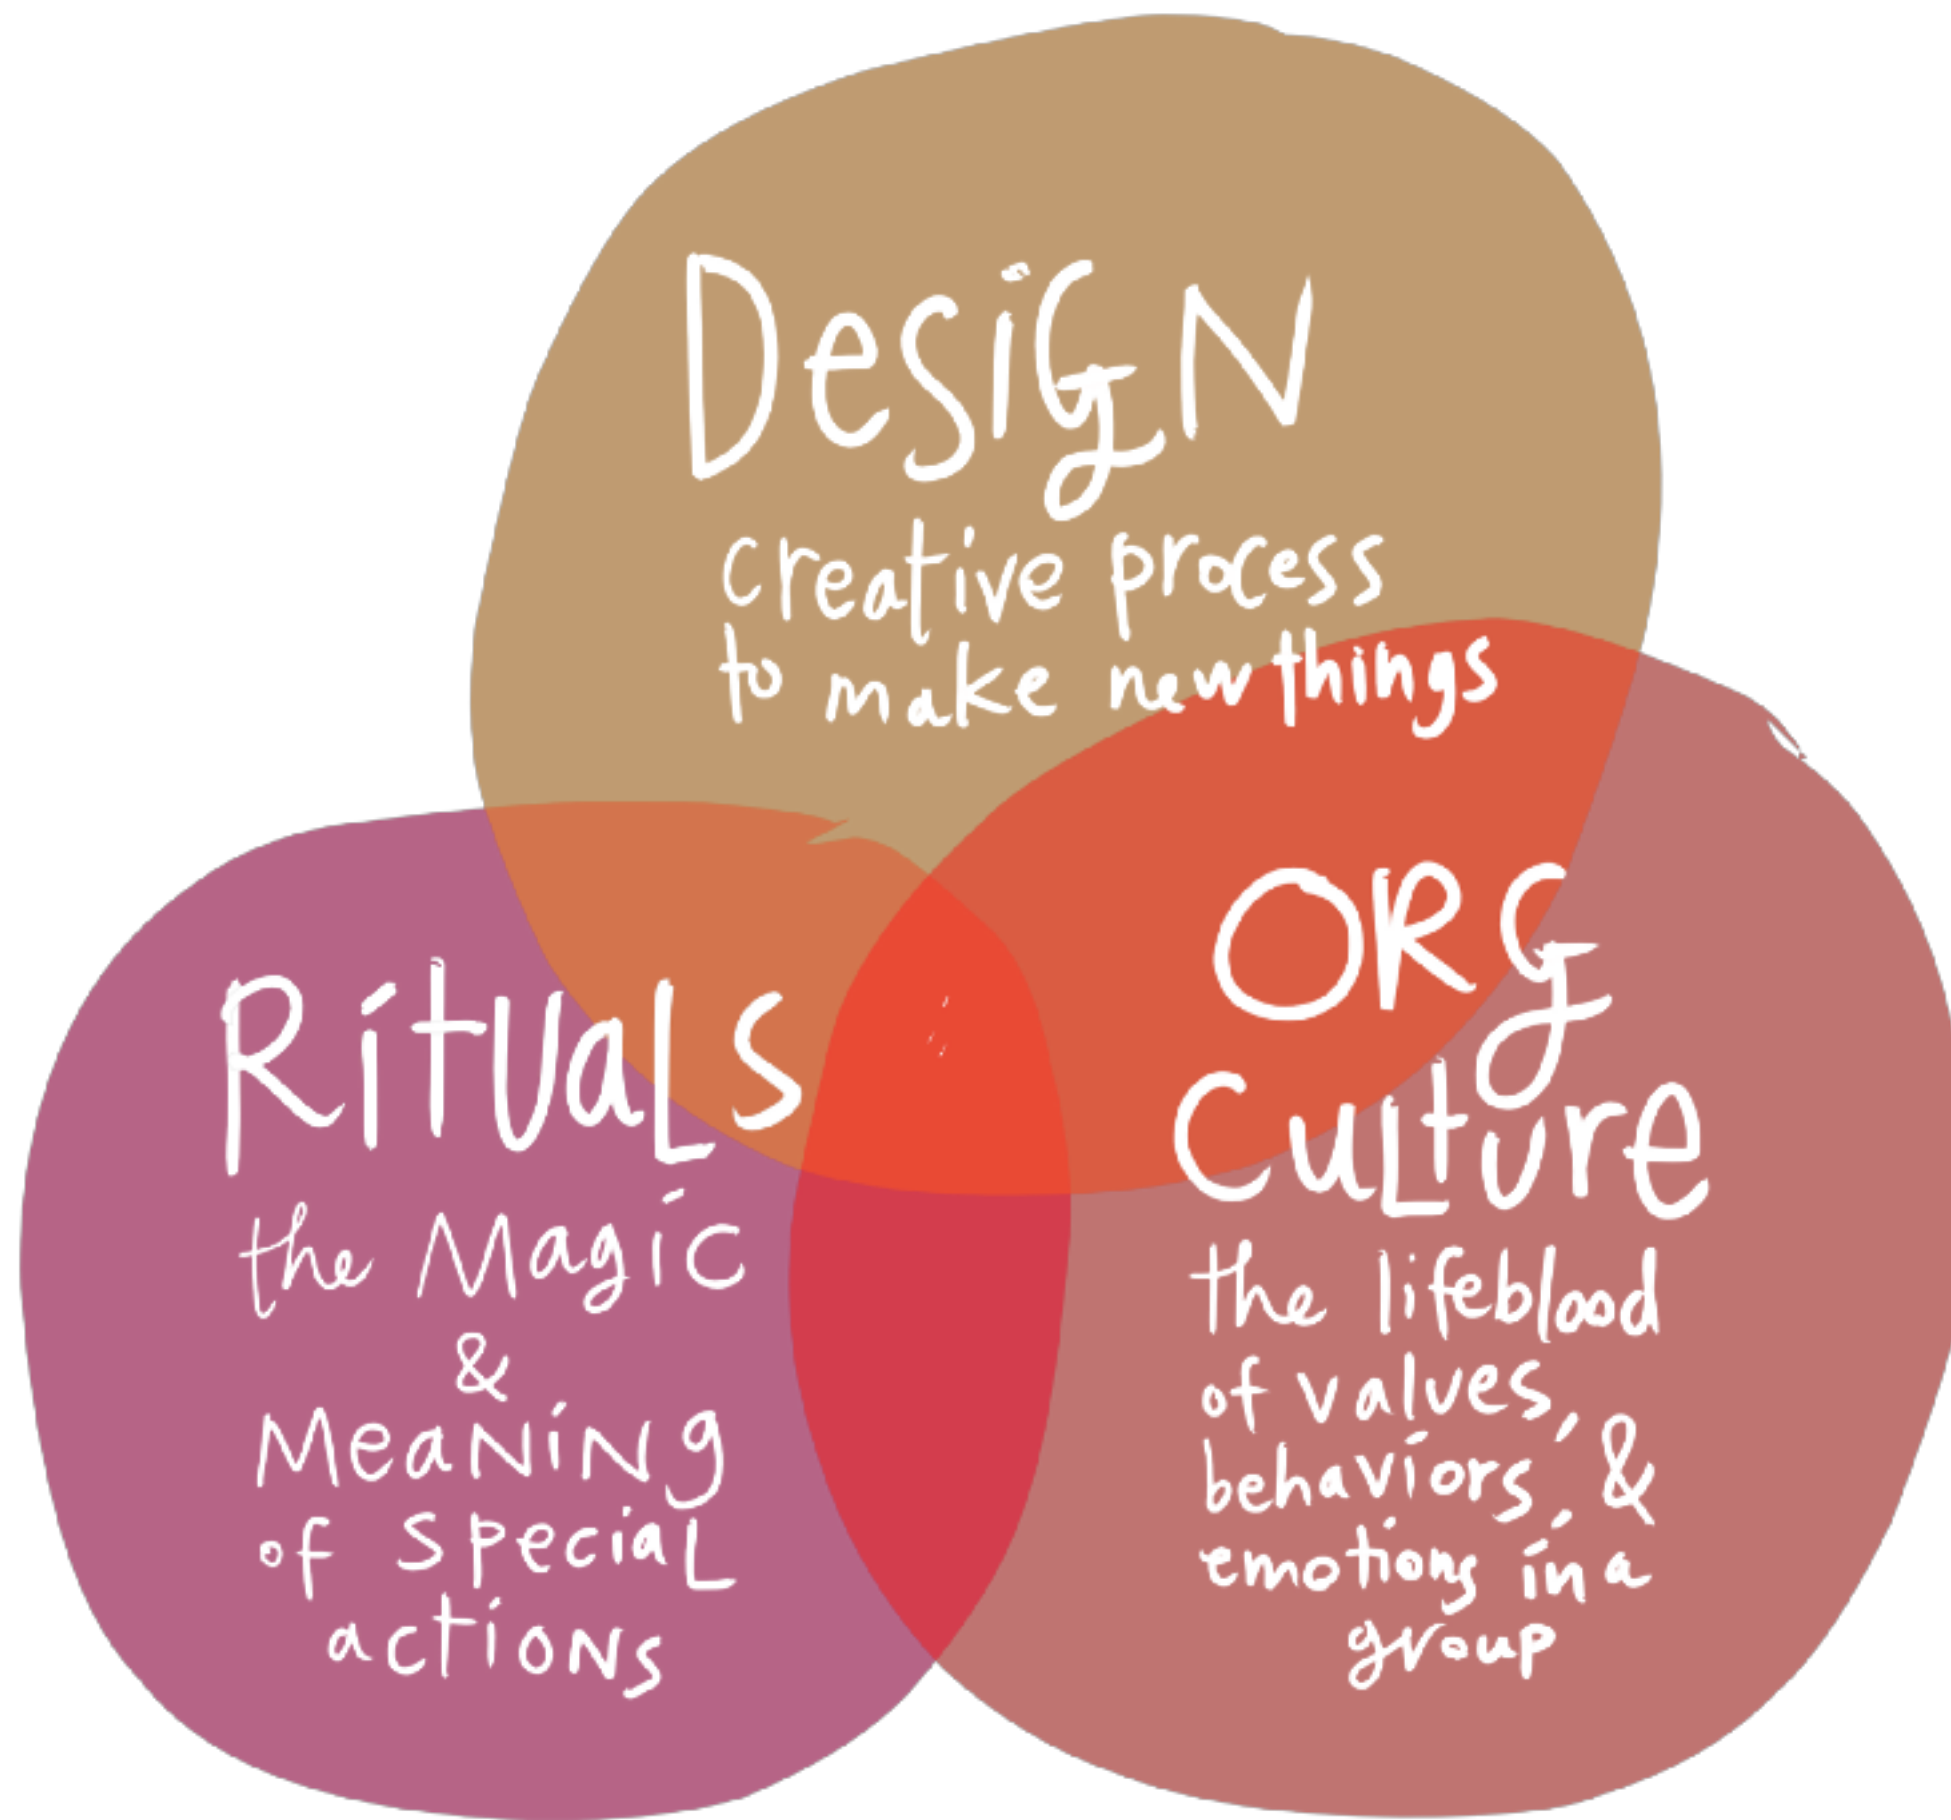 DesigN
creative process
to make new things
RituaLs
the Magic
&
MeaNiNg
of speciaL
actioNs
ORg
cuLture
the lifeblood
of values,
behaviors, &
emotions in a
group